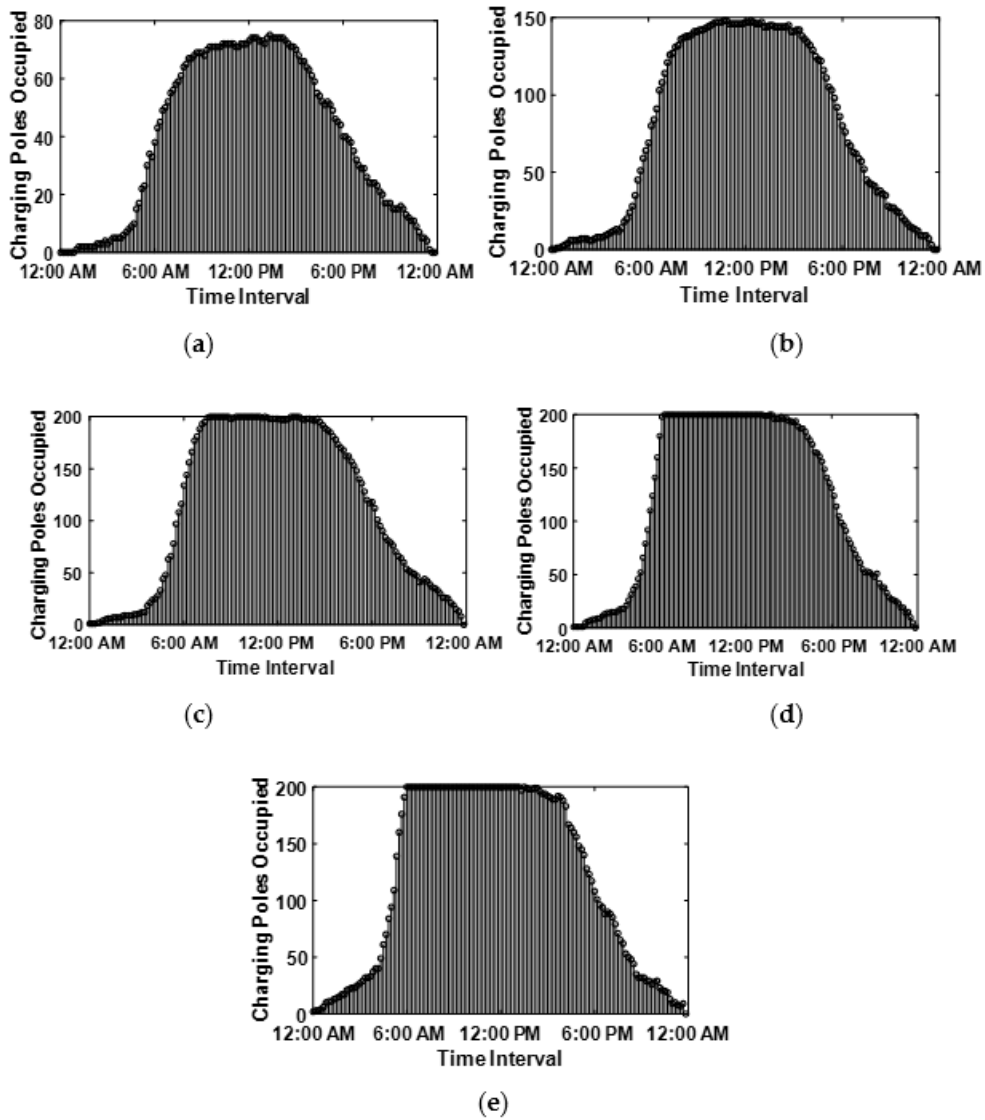 80
60
40
20
0
Charging Poles Occupied
12:00 AM 6:00 AM 12:00 PM 6:00 PM 12:00 AM
Time Interval
(a)
150
100
50
0
Charging Poles Occupied
12:00 AM 6:00 AM 12:00 PM 6:00 PM 12:00 AM
Time Interval
(b)
200
150
100
50
0
Charging Poles Occupied
12:00 AM 6:00 AM 12:00 PM 6:00 PM 12:00 AM
Time Interval
(c)
200
150
100
50
0
Charging Poles Occupied
12:00 AM 6:00 AM 12:00 PM 6:00 PM 12:00 AM
Time Interval
(d)
200
150
100
50
0
Charging Poles Occupied
12:00 AM 6:00 AM 12:00 PM 6:00 PM 12:00 AM
Time Interval
(e)